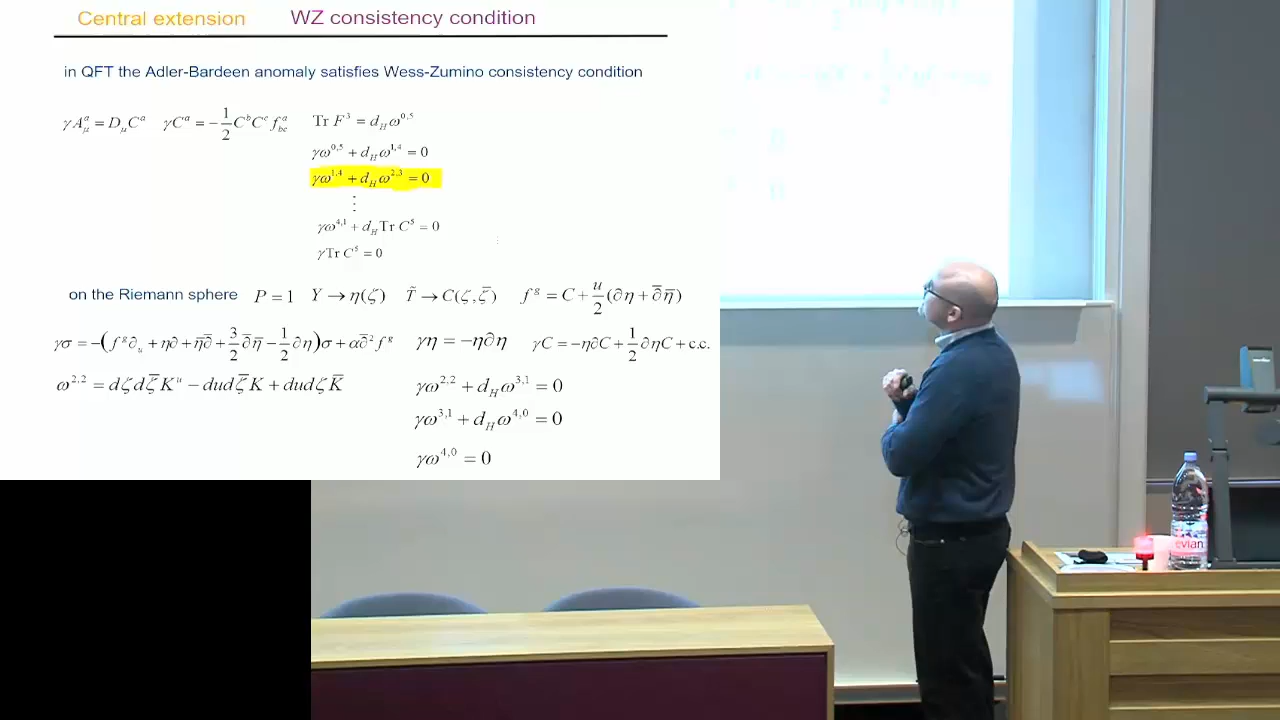 Central extension WZ consistency condition
in QFT the Adler-Bardeen anomaly satisfies Wess-Zumino consistency condition
γA^a_μ = D_μ C^a γC^a = −1/2 C^b C^c f^a_bc Tr F³ = d_H ω^{0,5}
γω^{0,5} + d_H ω^{1,4} = 0
γω^{1,4} + d_H ω^{2,3} = 0
⋮
γω^{4,1} + d_H Tr C⁵ = 0
γTr C⁵ = 0
on the Riemann sphere P = 1 Y → η(ζ) T̃ → C(ζ, ζ̄) f^g = C + u/2 (∂η + ∂̄η̄)
γσ = −(f^g ∂_u + η∂ + η̄∂̄ + 3/2 ∂̄η̄ − 1/2 ∂η)σ + α∂̄² f^g γη = −η∂η γC = −η∂C + 1/2 ∂ηC + c.c.
ω^{2,2} = dζdζ̄K^u − dudζ̄K + dudζK̄ γω^{2,2} + d_H ω^{3,1} = 0
γω^{3,1} + d_H ω^{4,0} = 0
γω^{4,0} = 0
evian